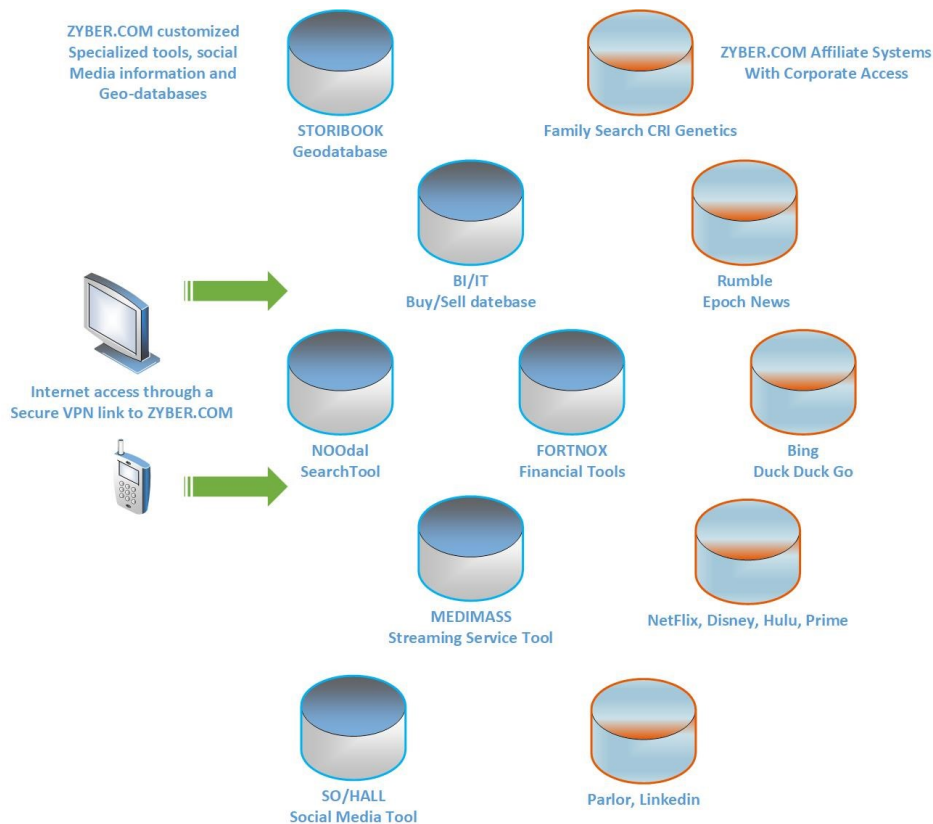 ZYBER.COM customized
Specialized tools, social
Media information and
Geo-databases
ZYBER.COM Affiliate Systems
With Corporate Access
STORIBOOK
Geodatabase
Family Search CRI Genetics
BI/IT
Buy/Sell datebase
Rumble
Epoch News
Internet access through a
Secure VPN link to ZYBER.COM
NOOdal
SearchTool
FORTNOX
Financial Tools
Bing
Duck Duck Go
MEDIMASS
Streaming Service Tool
NetFlix, Disney, Hulu, Prime
SO/HALL
Social Media Tool
Parlor, Linkedin